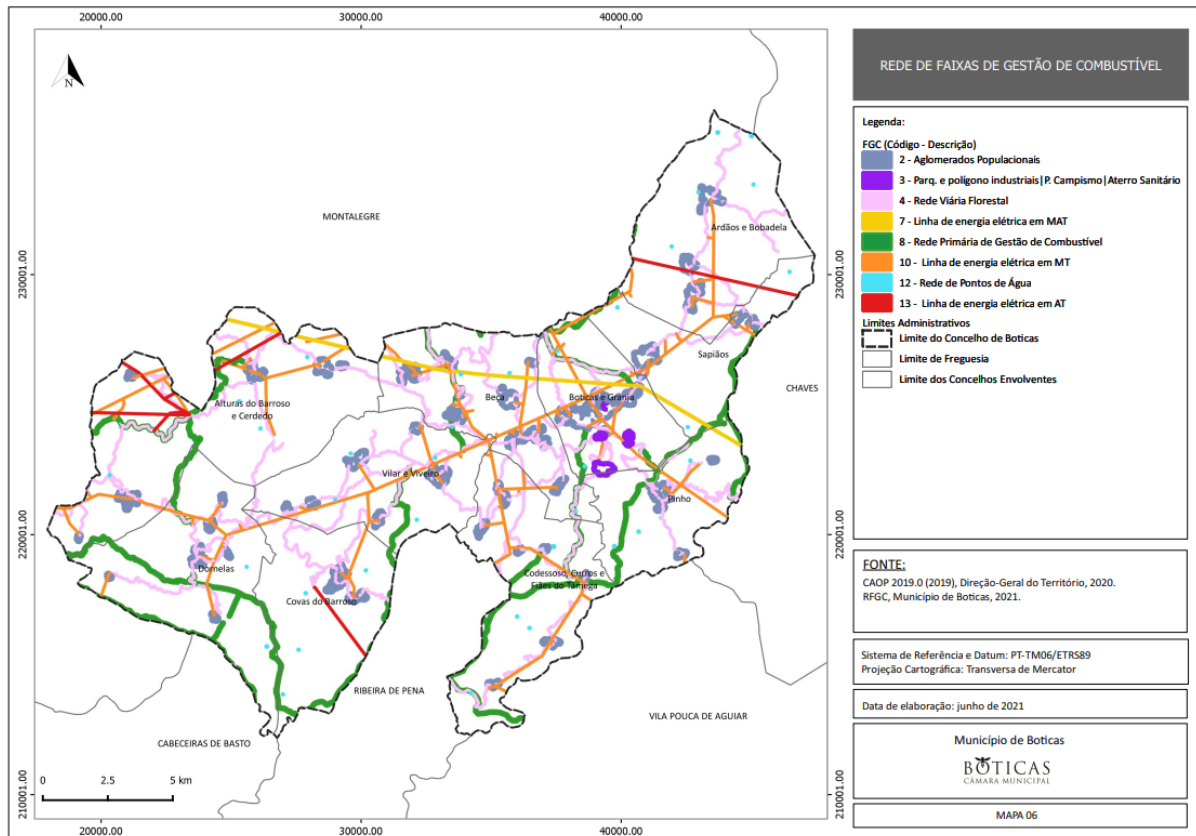 20000.00
30000.00
40000.00
N
230001.00
220001.00
210001.00
230001.00
220001.00
210001.00
MONTALEGRE
Ardãos e Bobadela
Sapiãos
CHAVES
Alturas do Barroso
e Cerdedo
Beça
Boticas e Granja
Vilar e Viveiro
Pinho
Dornelas
Covas do Barroso
Codessoso, Curros e
Fiães do Tâmega
RIBEIRA DE PENA
VILA POUCA DE AGUIAR
CABECEIRAS DE BASTO
0 2.5 5 km
20000.00
30000.00
40000.00
REDE DE FAIXAS DE GESTÃO DE COMBUSTÍVEL
Legenda:
FGC (Código - Descrição)
2 - Aglomerados Populacionais
3 - Parq. e polígono industriais|P. Campismo|Aterro Sanitário
4 - Rede Viária Florestal
7 - Linha de energia elétrica em MAT
8 - Rede Primária de Gestão de Combustível
10 - Linha de energia elétrica em MT
12 - Rede de Pontos de Água
13 - Linha de energia elétrica em AT
Limites Administrativos
Limite do Concelho de Boticas
Limite de Freguesia
Limite dos Concelhos Envolventes
FONTE:
CAOP 2019.0 (2019), Direção-Geral do Território, 2020.
RFGC, Município de Boticas, 2021.
Sistema de Referência e Datum: PT-TM06/ETRS89
Projeção Cartográfica: Transversa de Mercator
Data de elaboração: junho de 2021
Município de Boticas
BOTICAS
CÂMARA MUNICIPAL
MAPA 06